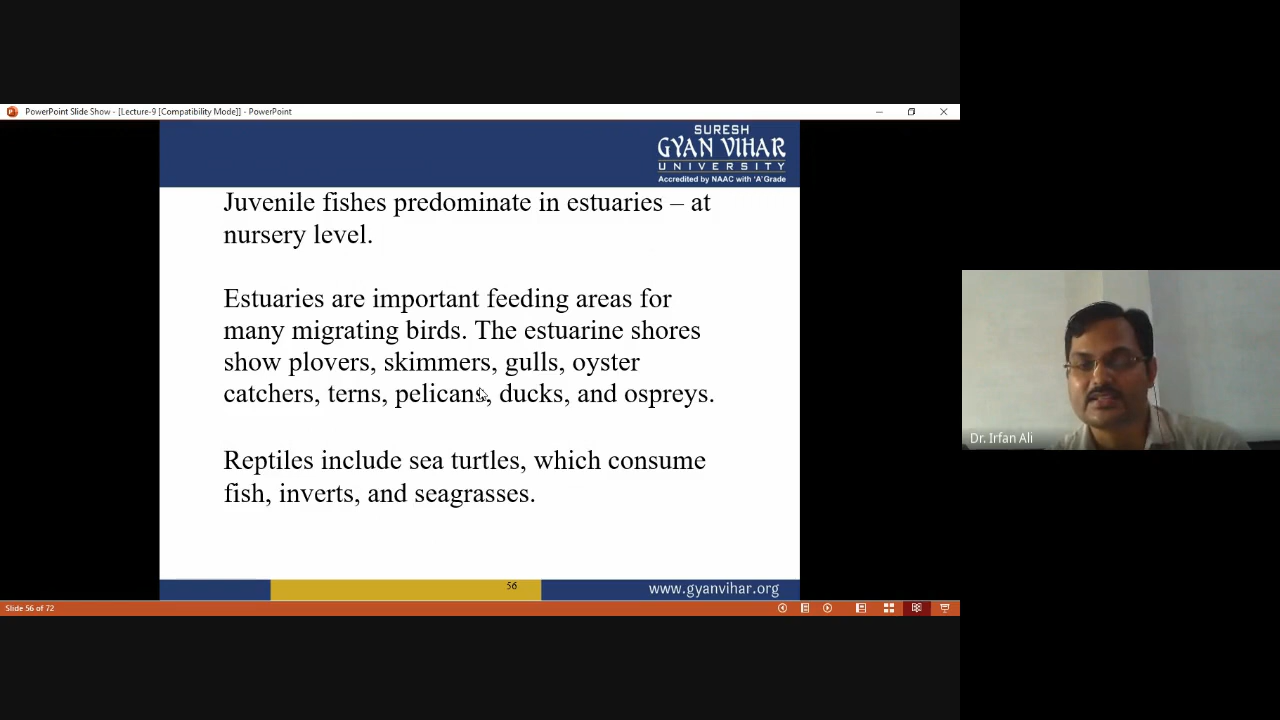 PowerPoint Slide Show - [Lecture-9 [Compatibility Mode]] - PowerPoint
SURESH
GYAN VIHAR
UNIVERSITY
Accredited by NAAC with 'A' Grade
Juvenile fishes predominate in estuaries – at
nursery level.
Estuaries are important feeding areas for
many migrating birds. The estuarine shores
show plovers, skimmers, gulls, oyster
catchers, terns, pelicans, ducks, and ospreys.
Reptiles include sea turtles, which consume
fish, inverts, and seagrasses.
56
www.gyanvihar.org
Slide 56 of 72
Dr. Irfan Ali